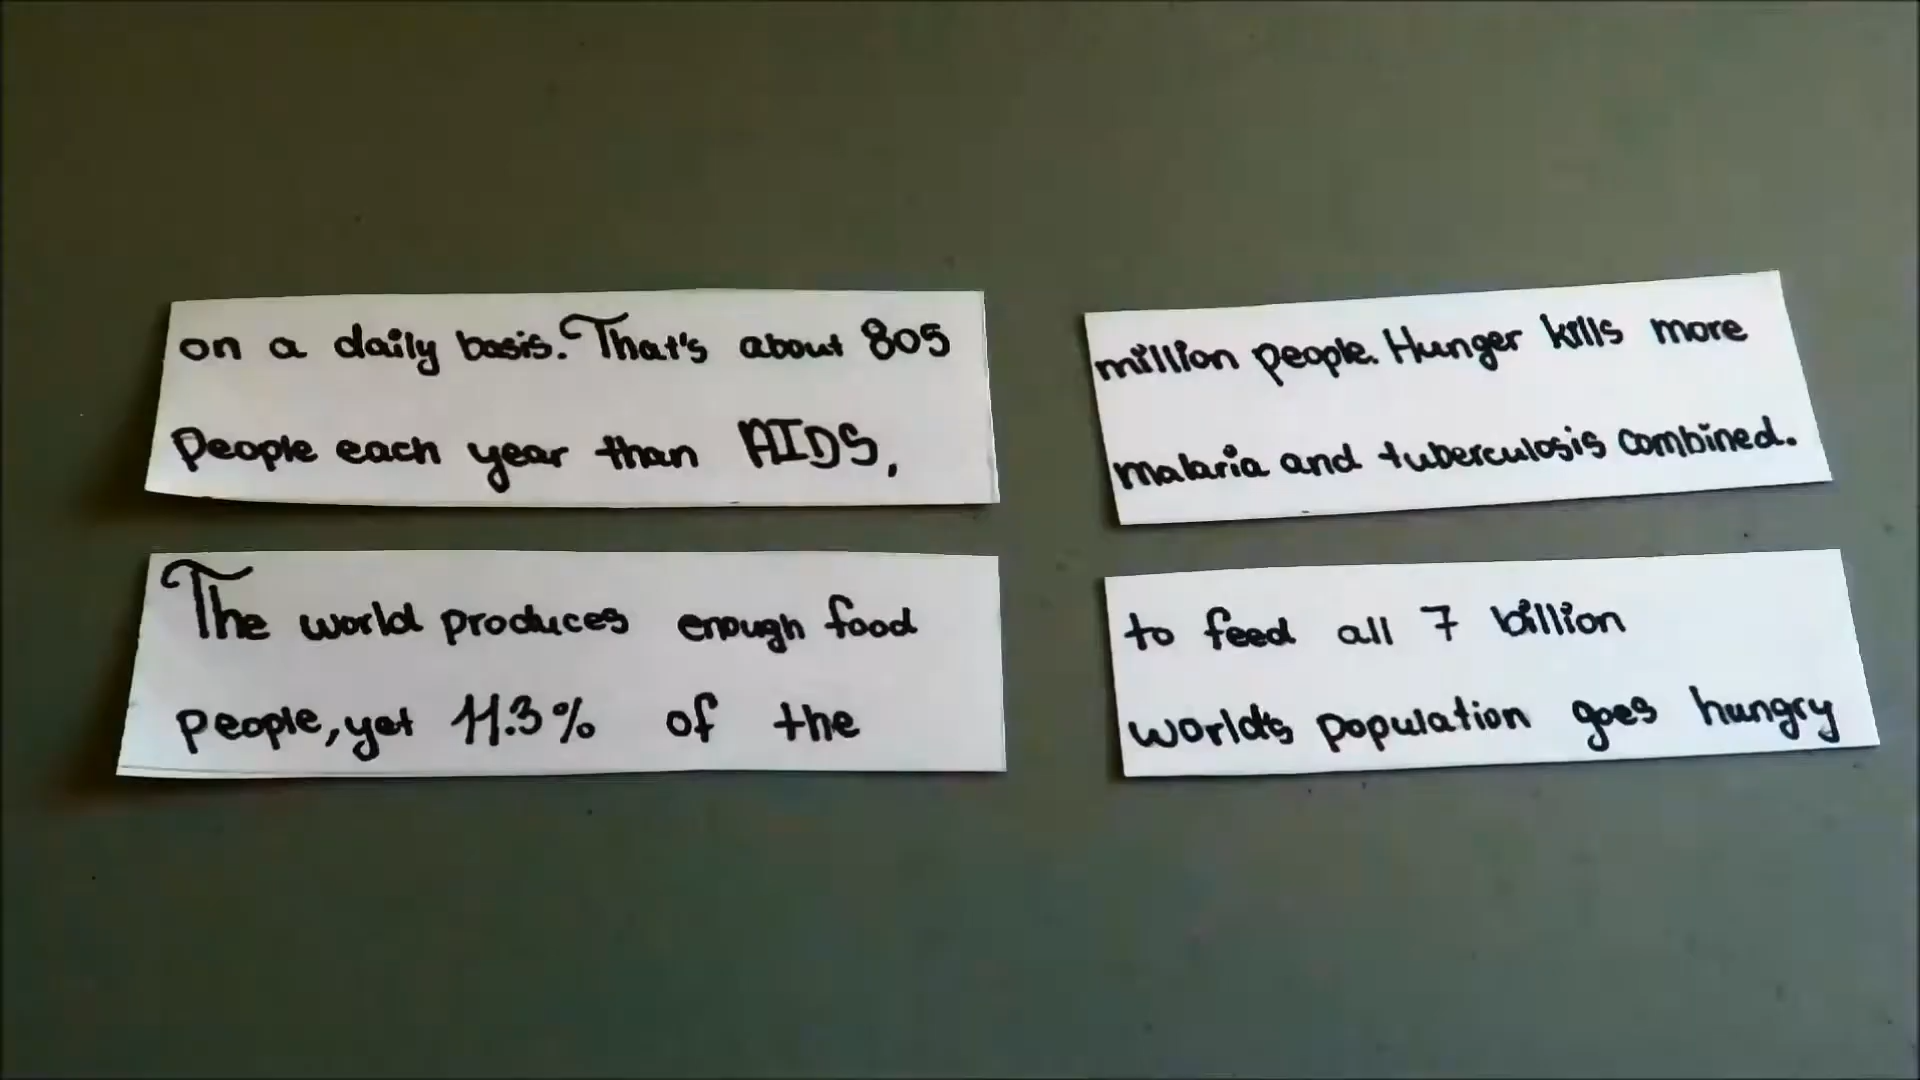 on a daily basis. That's about 805
People each year than AIDS,
million people. Hunger kills more
malaria and tuberculosis combined.
The world produces enough food
people, yet 11.3% of the
to feed all 7 billion
world's population goes hungry